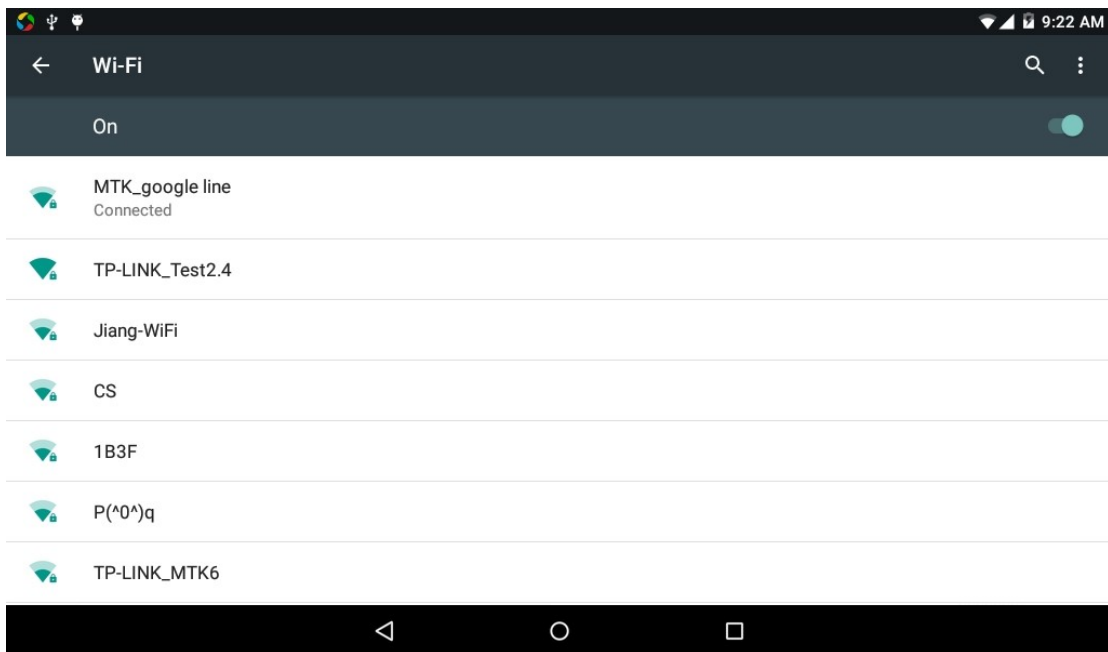 9:22 AM
Wi-Fi
On
MTK_google line
Connected
TP-LINK_Test2.4
Jiang-WiFi
CS
1B3F
P(^0^)q
TP-LINK_MTK6